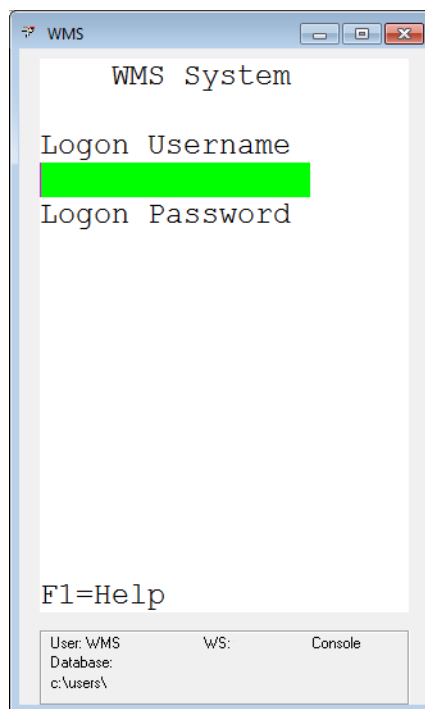 WMS
WMS System
Logon Username
Logon Password
F1=Help
User: WMS WS: Console
Database:
c:\users\